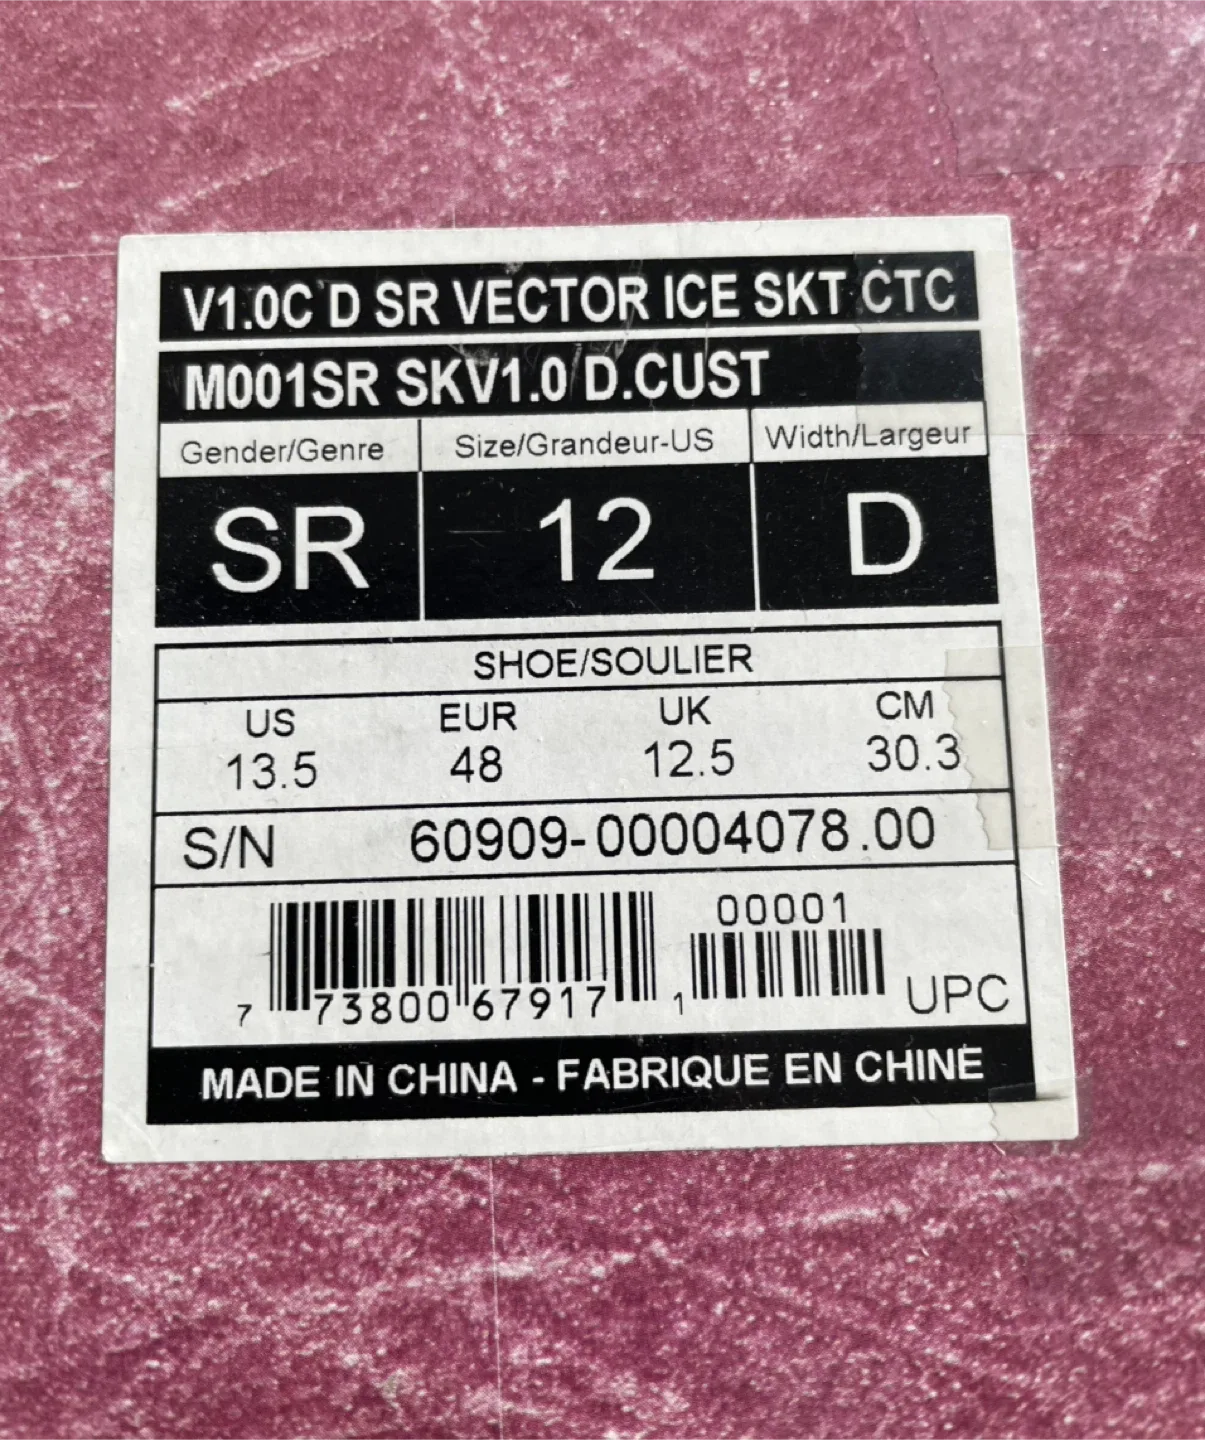 V1.0C D SR VECTOR ICE SKT CTC
M001SR SKV1.0 D.CUST
Gender/Genre Size/Grandeur-US Width/Largeur
SR 12 D
SHOE/SOULIER
US EUR UK CM
13.5 48 12.5 30.3
S/N 60909-00004078.00
00001
7 73800 67917 1 UPC
MADE IN CHINA - FABRIQUE EN CHINE